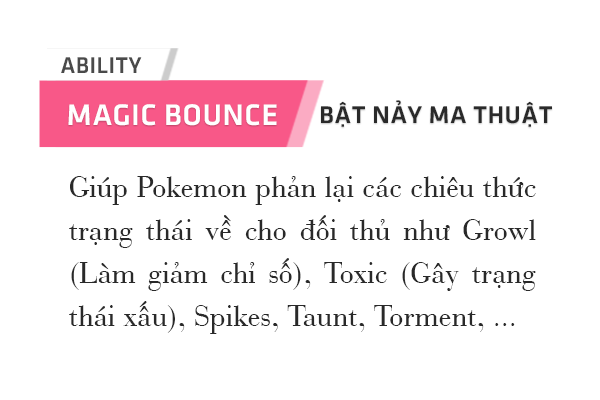 ABILITY
MAGIC BOUNCE
BẬT NẢY MA THUẬT
Giúp Pokemon phản lại các chiêu thức
trạng thái về cho đối thủ như Growl
(Làm giảm chỉ số), Toxic (Gây trạng
thái xấu), Spikes, Taunt, Torment, ...